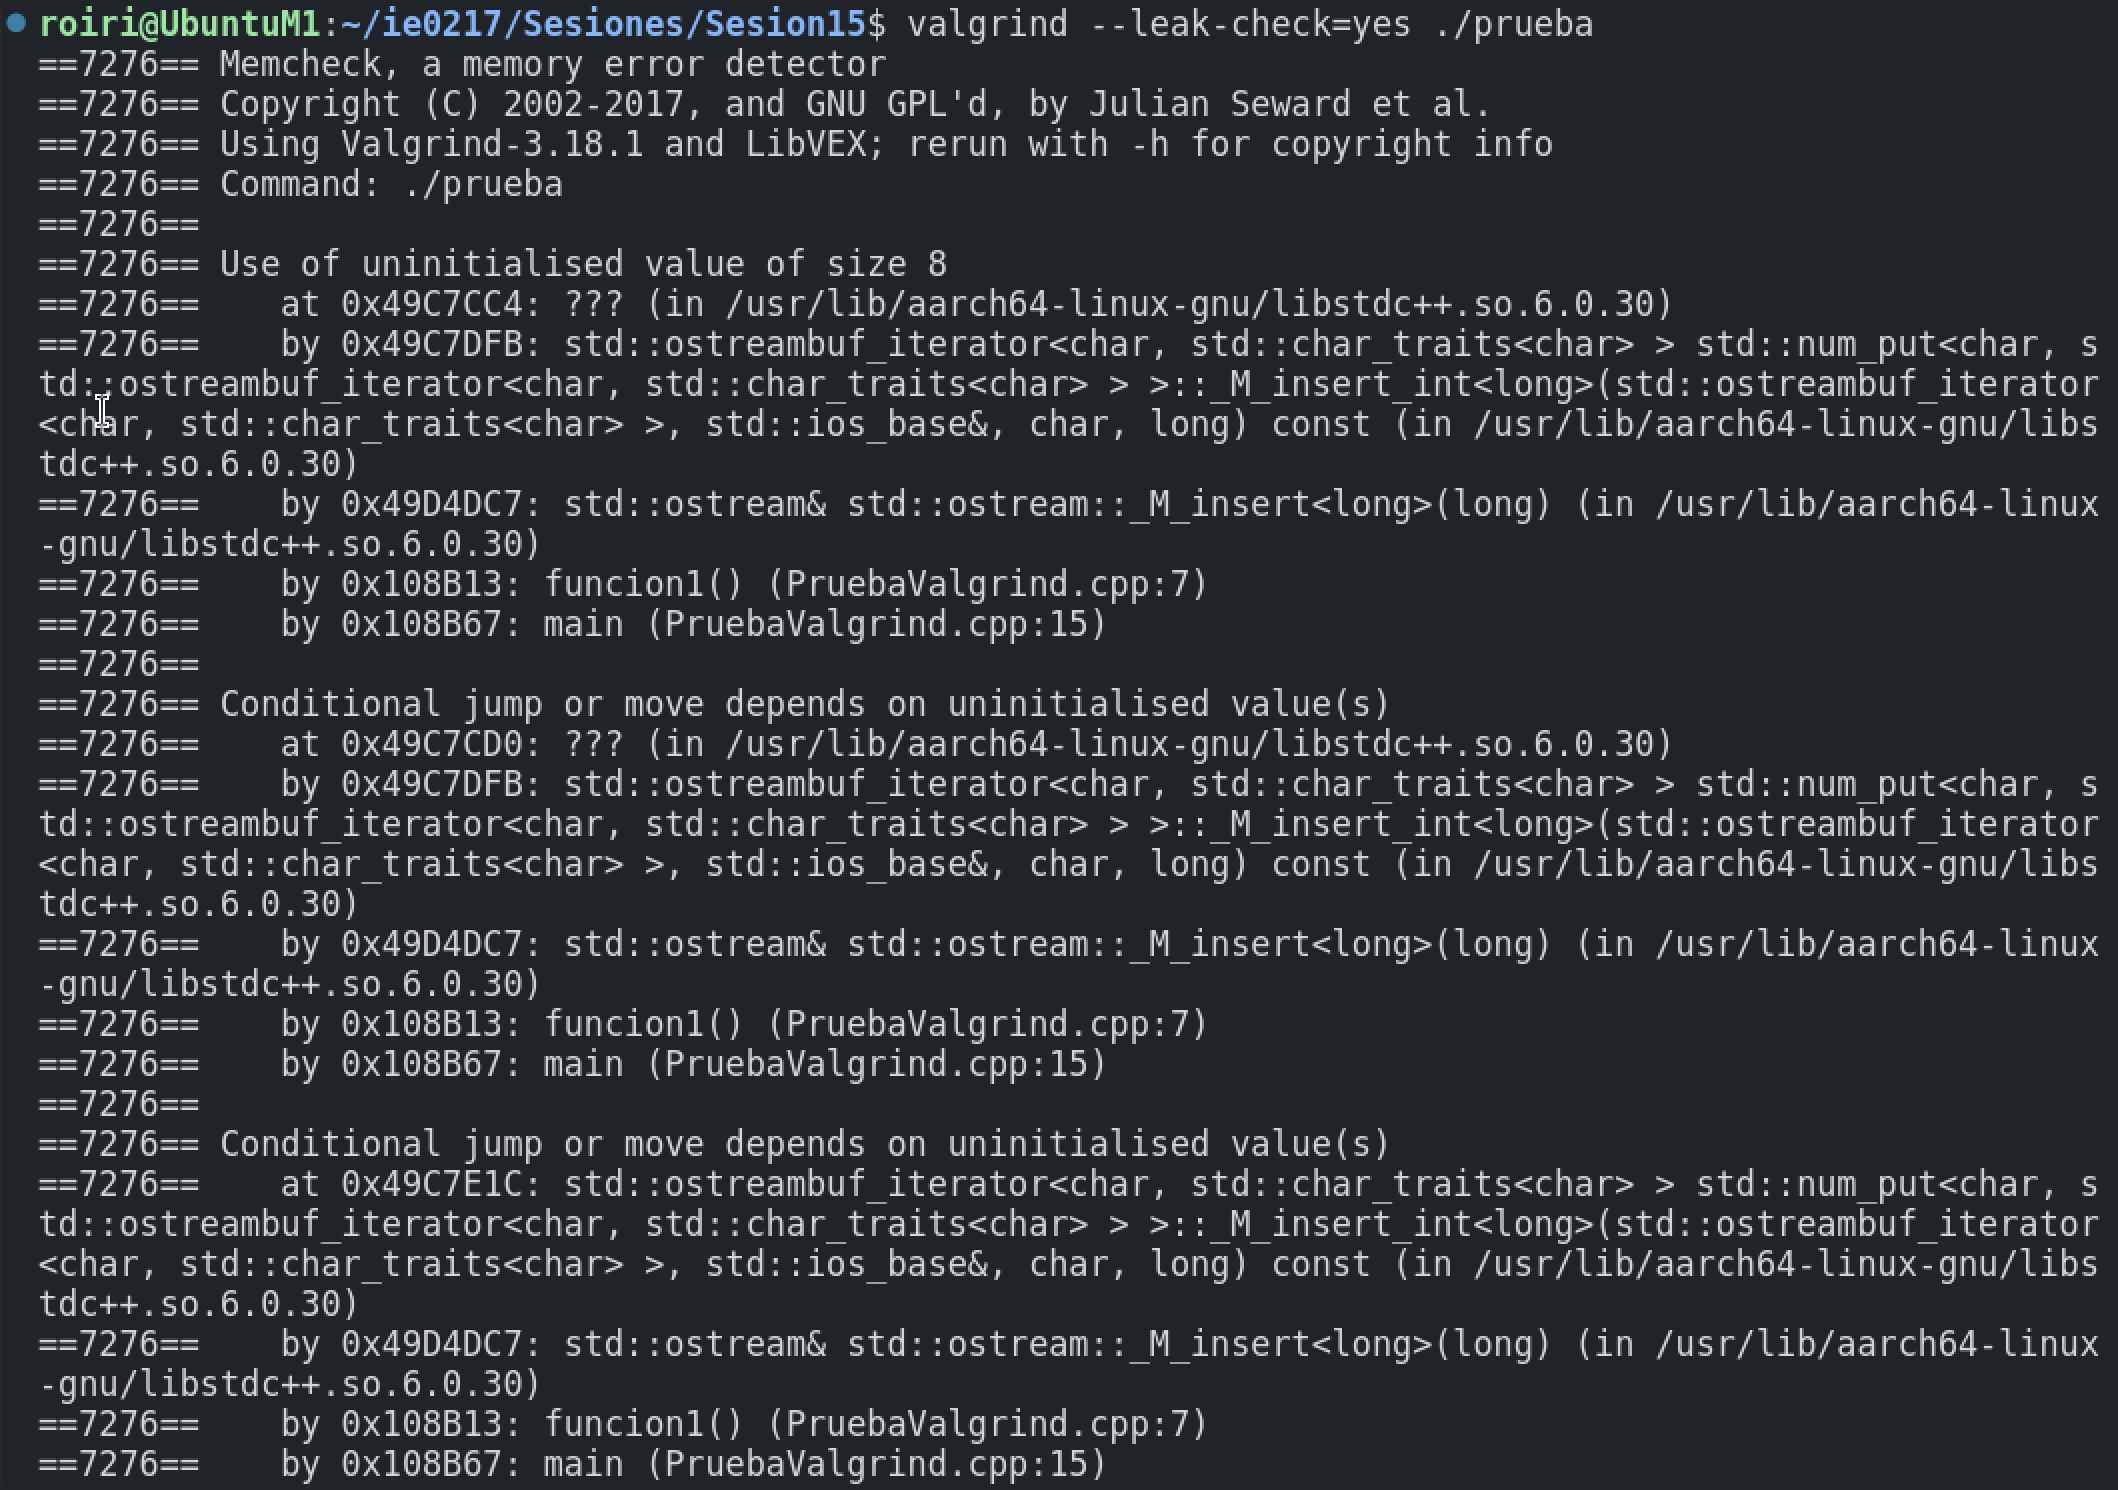 roiri@UbuntuM1:~/ie0217/Sesiones/Sesion15$ valgrind --leak-check=yes ./prueba
==7276== Memcheck, a memory error detector
==7276== Copyright (C) 2002-2017, and GNU GPL'd, by Julian Seward et al.
==7276== Using Valgrind-3.18.1 and LibVEX; rerun with -h for copyright info
==7276== Command: ./prueba
==7276==
==7276== Use of uninitialised value of size 8
==7276==    at 0x49C7CC4: ??? (in /usr/lib/aarch64-linux-gnu/libstdc++.so.6.0.30)
==7276==    by 0x49C7DFB: std::ostreambuf_iterator<char, std::char_traits<char> > std::num_put<char, s
td::ostreambuf_iterator<char, std::char_traits<char> > >::_M_insert_int<long>(std::ostreambuf_iterator
<char, std::char_traits<char> >, std::ios_base&, char, long) const (in /usr/lib/aarch64-linux-gnu/libs
tdc++.so.6.0.30)
==7276==    by 0x49D4DC7: std::ostream& std::ostream::_M_insert<long>(long) (in /usr/lib/aarch64-linux
-gnu/libstdc++.so.6.0.30)
==7276==    by 0x108B13: funcion1() (PruebaValgrind.cpp:7)
==7276==    by 0x108B67: main (PruebaValgrind.cpp:15)
==7276==
==7276== Conditional jump or move depends on uninitialised value(s)
==7276==    at 0x49C7CD0: ??? (in /usr/lib/aarch64-linux-gnu/libstdc++.so.6.0.30)
==7276==    by 0x49C7DFB: std::ostreambuf_iterator<char, std::char_traits<char> > std::num_put<char, s
td::ostreambuf_iterator<char, std::char_traits<char> > >::_M_insert_int<long>(std::ostreambuf_iterator
<char, std::char_traits<char> >, std::ios_base&, char, long) const (in /usr/lib/aarch64-linux-gnu/libs
tdc++.so.6.0.30)
==7276==    by 0x49D4DC7: std::ostream& std::ostream::_M_insert<long>(long) (in /usr/lib/aarch64-linux
-gnu/libstdc++.so.6.0.30)
==7276==    by 0x108B13: funcion1() (PruebaValgrind.cpp:7)
==7276==    by 0x108B67: main (PruebaValgrind.cpp:15)
==7276==
==7276== Conditional jump or move depends on uninitialised value(s)
==7276==    at 0x49C7E1C: std::ostreambuf_iterator<char, std::char_traits<char> > std::num_put<char, s
td::ostreambuf_iterator<char, std::char_traits<char> > >::_M_insert_int<long>(std::ostreambuf_iterator
<char, std::char_traits<char> >, std::ios_base&, char, long) const (in /usr/lib/aarch64-linux-gnu/libs
tdc++.so.6.0.30)
==7276==    by 0x49D4DC7: std::ostream& std::ostream::_M_insert<long>(long) (in /usr/lib/aarch64-linux
-gnu/libstdc++.so.6.0.30)
==7276==    by 0x108B13: funcion1() (PruebaValgrind.cpp:7)
==7276==    by 0x108B67: main (PruebaValgrind.cpp:15)